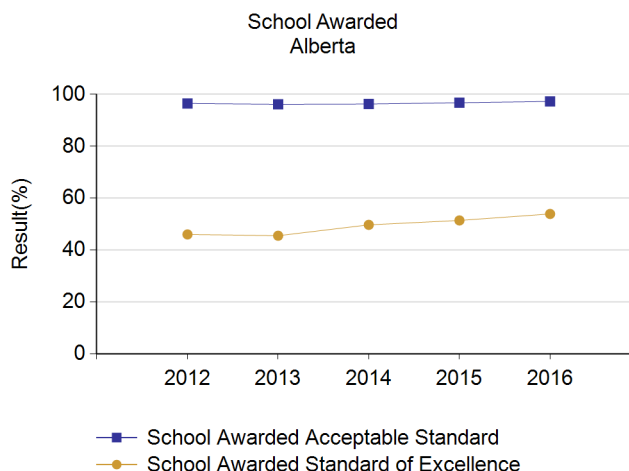 School Awarded
Alberta
Result(%)
100
80
60
40
20
0
2012 2013 2014 2015 2016
School Awarded Acceptable Standard
School Awarded Standard of Excellence